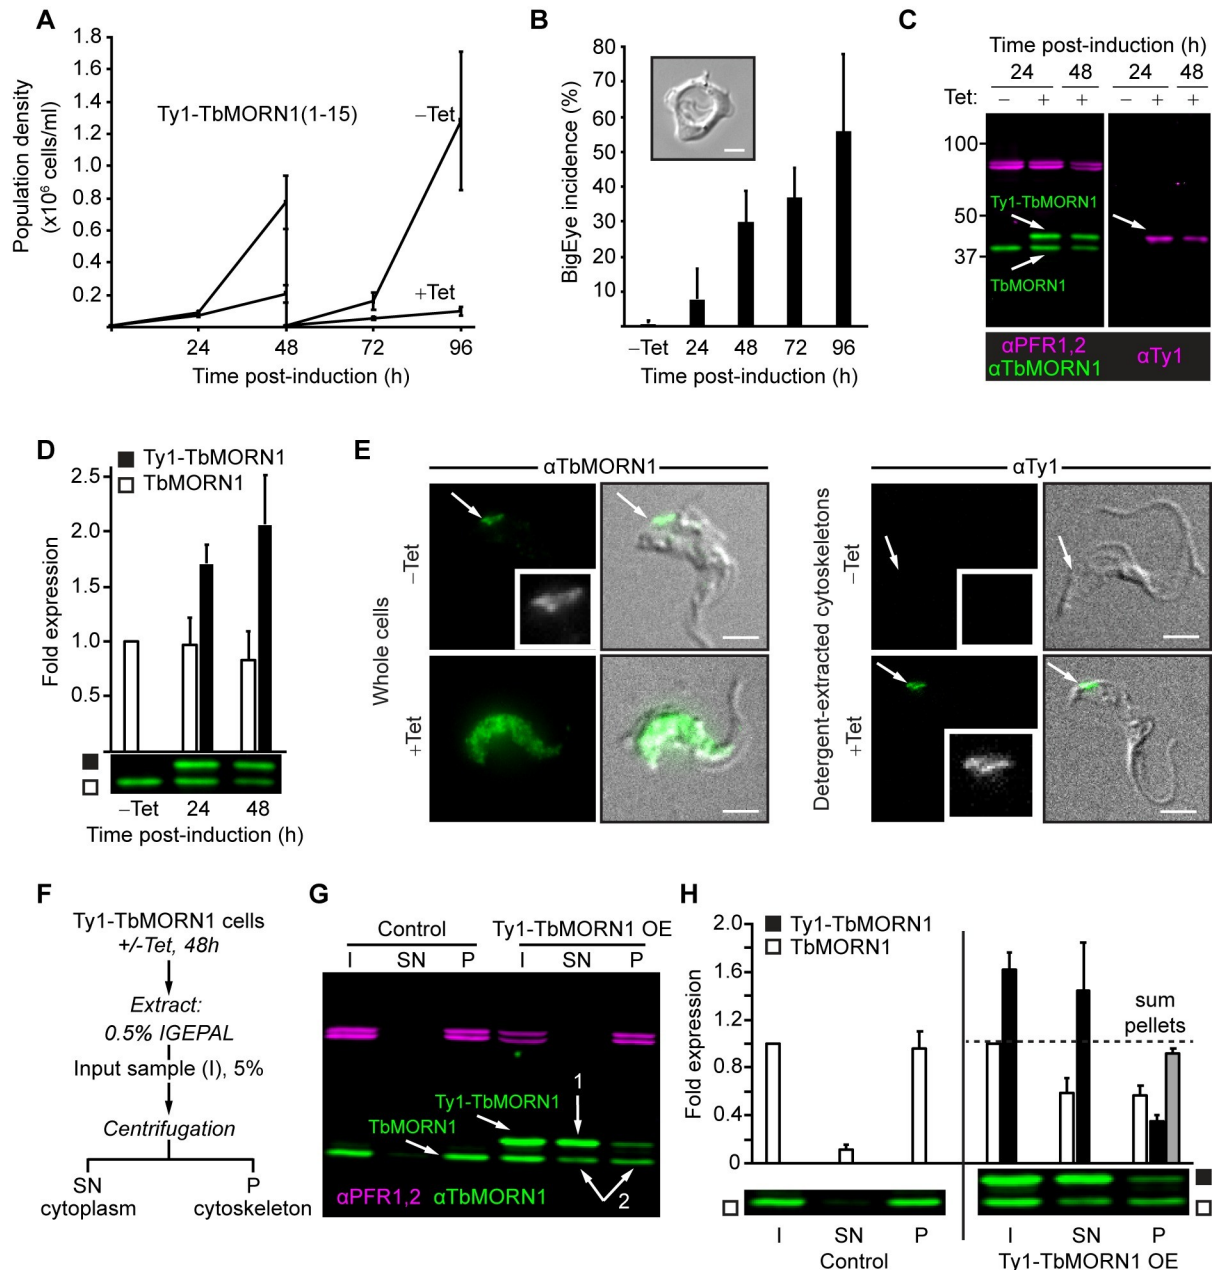 A
1.8
1.6
1.4
1.2
1.0
0.8
0.6
0.4
0.2
Population density
(x10⁶ cells/ml)
Ty1-TbMORN1(1-15)
−Tet
+Tet
24 48 72 96
Time post-induction (h)
B
80
70
60
50
40
30
20
10
BigEye incidence (%)
−Tet 24 48 72 96
Time post-induction (h)
C
Time post-induction (h)
24 48 24 48
Tet: − + + − + +
100
50
37
Ty1-TbMORN1
TbMORN1
αPFR1,2
αTbMORN1
αTy1
D
Ty1-TbMORN1
TbMORN1
2.5
2.0
1.5
1.0
0.5
Fold expression
−Tet 24 48
Time post-induction (h)
E
αTbMORN1
Whole cells
−Tet
+Tet
αTy1
Detergent-extracted cytoskeletons
−Tet
+Tet
F
Ty1-TbMORN1 cells
+/-Tet, 48h
Extract:
0.5% IGEPAL
Input sample (I), 5%
Centrifugation
SN P
cytoplasm cytoskeleton
G
Control Ty1-TbMORN1 OE
I SN P I SN P
1
Ty1-TbMORN1
TbMORN1
αPFR1,2 αTbMORN1 2
H
Ty1-TbMORN1
TbMORN1
2.0
1.6
1.2
0.8
0.4
0
Fold expression
sum
pellets
I SN P I SN P
Control Ty1-TbMORN1 OE